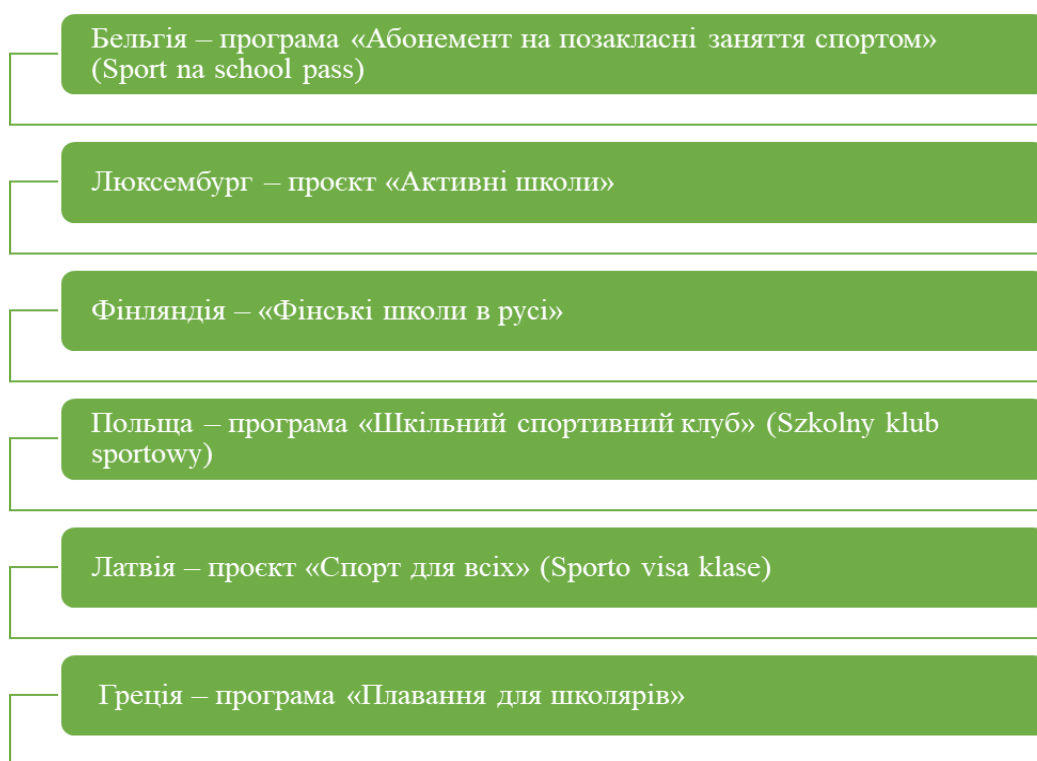 Бельгія – програма «Абонемент на позакласні заняття спортом»
(Sport na school pass)
Люксембург – проєкт «Активні школи»
Фінляндія – «Фінські школи в русі»
Польща – програма «Шкільний спортивний клуб» (Szkolny klub
sportowy)
Латвія – проєкт «Спорт для всіх» (Sporto visa klase)
Греція – програма «Плавання для школярів»